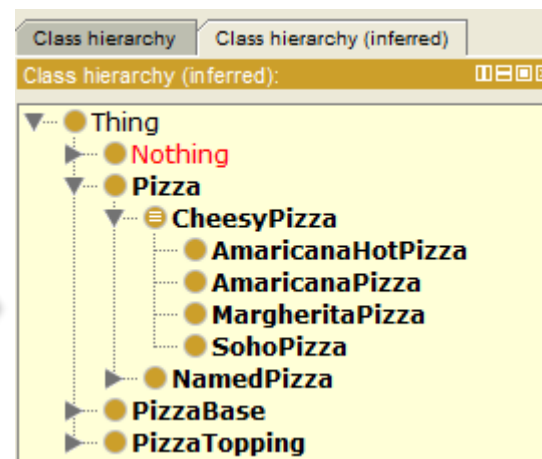 Class hierarchy Class hierarchy (inferred)
Class hierarchy (inferred):
Thing
Nothing
Pizza
CheesyPizza
AmaricanaHotPizza
AmaricanaPizza
MargheritaPizza
SohoPizza
NamedPizza
PizzaBase
PizzaTopping